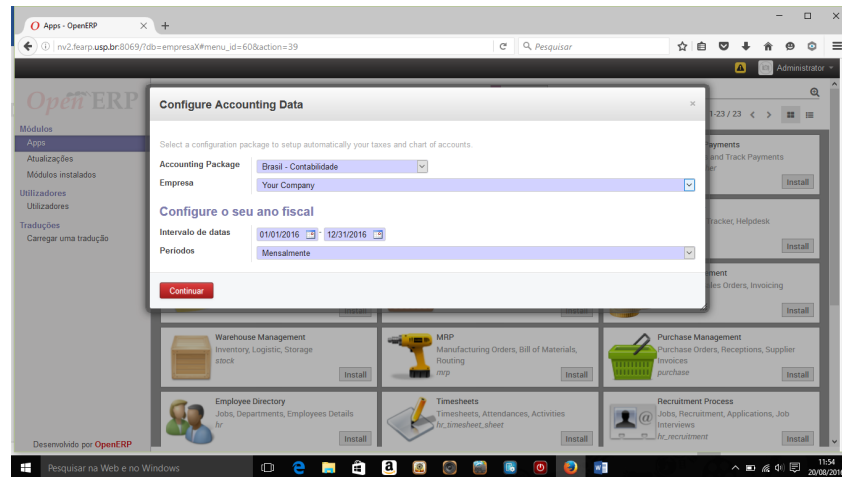 Apps - OpenERP
nv2.fearp.usp.br:8069/?db=empresaX#menu_id=60&action=39
Pesquisar
Administrator
Open ERP
1-23 / 23
Módulos
Apps
Atualizações
Módulos instalados
Utilizadores
Utilizadores
Traduções
Carregar uma tradução
Configure Accounting Data
Select a configuration package to setup automatically your taxes and chart of accounts.
Accounting Package
Brasil - Contabilidade
Empresa
Your Company
Configure o seu ano fiscal
Intervalo de datas
01/01/2016 - 12/31/2016
Períodos
Mensalmente
Continuar
and Track Payments
Install
Tracker, Helpdesk
Install
Orders, Invoicing
Install
Warehouse Management
Inventory, Logistic, Storage
stock
Install
MRP
Manufacturing Orders, Bill of Materials,
Routing
mrp
Install
Purchase Management
Purchase Orders, Receptions, Supplier
Invoices
purchase
Install
Employee Directory
Jobs, Departments, Employees Details
hr
Install
Timesheets
Timesheets, Attendances, Activities
hr_timesheet_sheet
Install
Recruitment Process
Jobs, Recruitment, Applications, Job
Interviews
hr_recruitment
Install
Desenvolvido por OpenERP
Pesquisar na Web e no Windows
11:54
20/08/2016